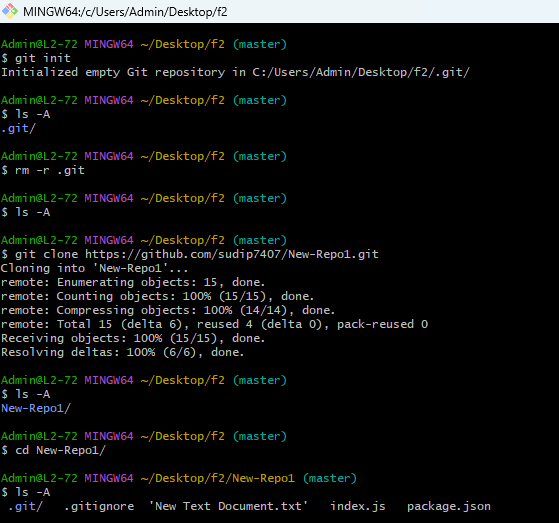 MINGW64:/c/Users/Admin/Desktop/f2
Admin@L2-72 MINGW64 ~/Desktop/f2 (master)
$ git init
Initialized empty Git repository in C:/Users/Admin/Desktop/f2/.git/
Admin@L2-72 MINGW64 ~/Desktop/f2 (master)
$ ls -A
.git/
Admin@L2-72 MINGW64 ~/Desktop/f2 (master)
$ rm -r .git
Admin@L2-72 MINGW64 ~/Desktop/f2 (master)
$ ls -A
Admin@L2-72 MINGW64 ~/Desktop/f2 (master)
$ git clone https://github.com/sudip7407/New-Repo1.git
Cloning into 'New-Repo1'...
remote: Enumerating objects: 15, done.
remote: Counting objects: 100% (15/15), done.
remote: Compressing objects: 100% (14/14), done.
remote: Total 15 (delta 6), reused 4 (delta 0), pack-reused 0
Receiving objects: 100% (15/15), done.
Resolving deltas: 100% (6/6), done.
Admin@L2-72 MINGW64 ~/Desktop/f2 (master)
$ ls -A
New-Repo1/
Admin@L2-72 MINGW64 ~/Desktop/f2 (master)
$ cd New-Repo1/
Admin@L2-72 MINGW64 ~/Desktop/f2/New-Repo1 (master)
$ ls -A
.git/   .gitignore  'New Text Document.txt'   index.js   package.json